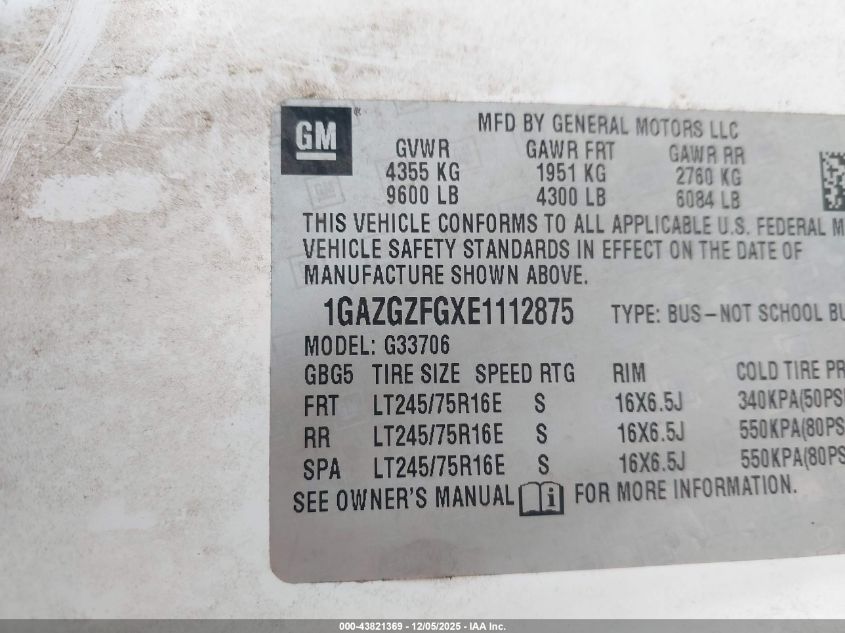 GM
MFD BY GENERAL MOTORS LLC
GVWR GAWR FRT GAWR RR
4355 KG 1951 KG 2760 KG
9600 LB 4300 LB 6084 LB
THIS VEHICLE CONFORMS TO ALL APPLICABLE U.S. FEDERAL M
VEHICLE SAFETY STANDARDS IN EFFECT ON THE DATE OF
MANUFACTURE SHOWN ABOVE.
1GAZGZFGXE1112875 TYPE: BUS-NOT SCHOOL BU
MODEL: G33706
GBG5 TIRE SIZE SPEED RTG RIM COLD TIRE PR
FRT LT245/75R16E S 16X6.5J 340KPA(50PS
RR LT245/75R16E S 16X6.5J 550KPA(80PS
SPA LT245/75R16E S 16X6.5J 550KPA(80PS
SEE OWNER'S MANUAL i FOR MORE INFORMATION.
000-43821369 - 12/05/2025 - IAA Inc.